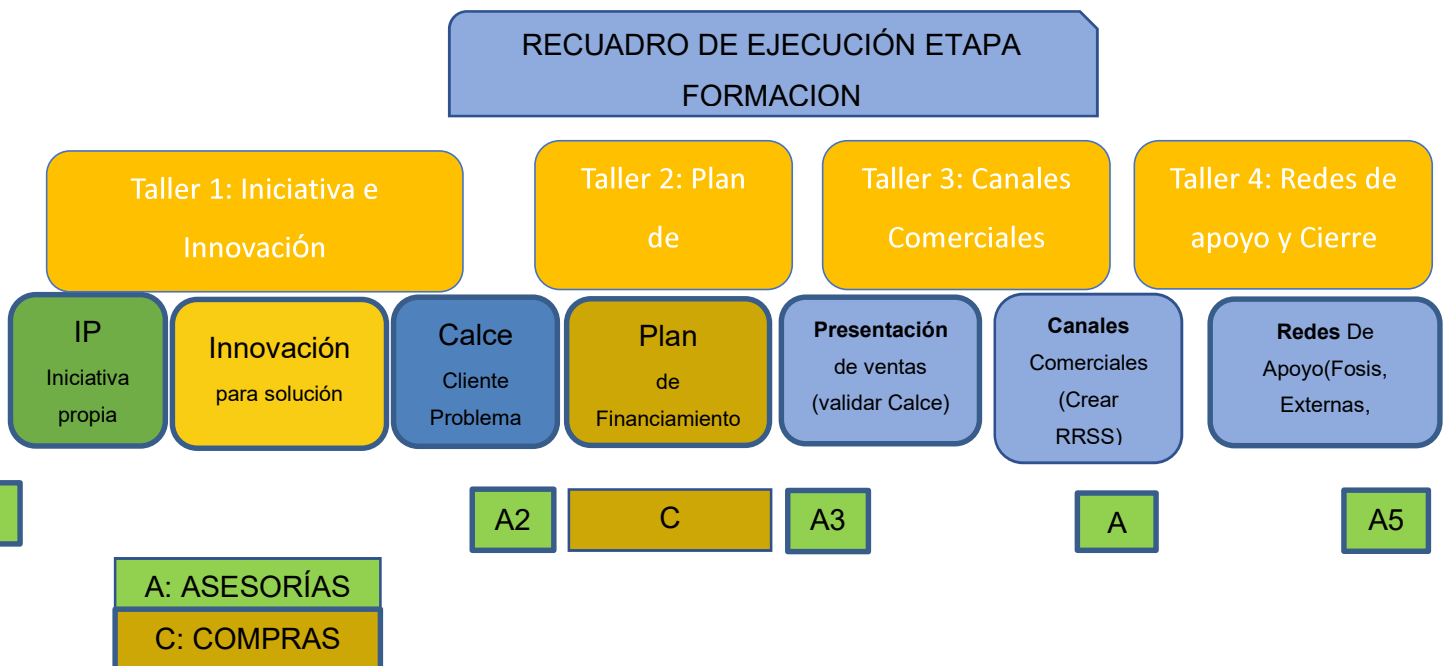 RECUADRO DE EJECUCIÓN ETAPA
FORMACION
Taller 1: Iniciativa e
Innovación
Taller 2: Plan
de
Taller 3: Canales
Comerciales
Taller 4: Redes de
apoyo y Cierre
IP
Iniciativa
propia
Innovación
para solución
Calce
Cliente
Problema
Plan
de
Financiamiento
Presentación
de ventas
(validar Calce)
Canales
Comerciales
(Crear
RRSS)
Redes De
Apoyo(Fosis,
Externas,
A2
C
A3
A
A5
A: ASESORÍAS
C: COMPRAS